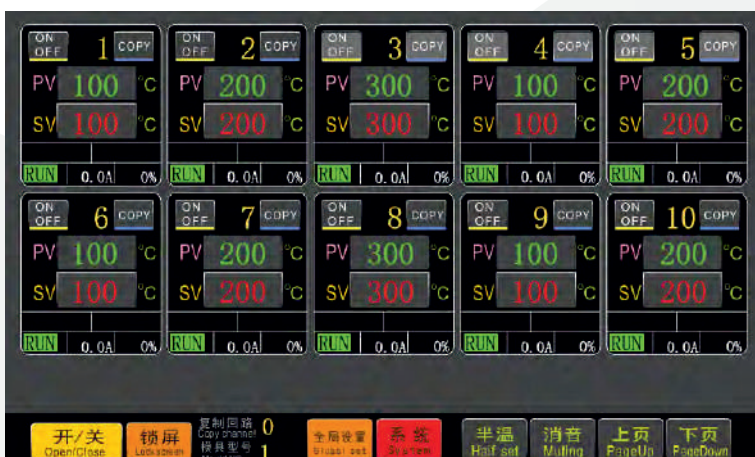 ON OFF 1 COPY
PV 100 °C
SV 100 °C
RUN 0.0A 0%
ON OFF 2 COPY
PV 200 °C
SV 200 °C
RUN 0.0A 0%
ON OFF 3 COPY
PV 300 °C
SV 300 °C
RUN 0.0A 0%
ON OFF 4 COPY
PV 100 °C
SV 100 °C
RUN 0.0A 0%
ON OFF 5 COPY
PV 200 °C
SV 200 °C
RUN 0.0A 0%
ON OFF 6 COPY
PV 100 °C
SV 100 °C
RUN 0.0A 0%
ON OFF 7 COPY
PV 200 °C
SV 200 °C
RUN 0.0A 0%
ON OFF 8 COPY
PV 300 °C
SV 300 °C
RUN 0.0A 0%
ON OFF 9 COPY
PV 100 °C
SV 100 °C
RUN 0.0A 0%
ON OFF 10 COPY
PV 200 °C
SV 200 °C
RUN 0.0A 0%
开/关
Open/Close
锁屏
Lockscreen
复制回路 0
Copy channel
模具型号 1
全局设置
Global set
系统
System
半温
Half set
消音
Muling
上页
PageUp
下页
PageDown